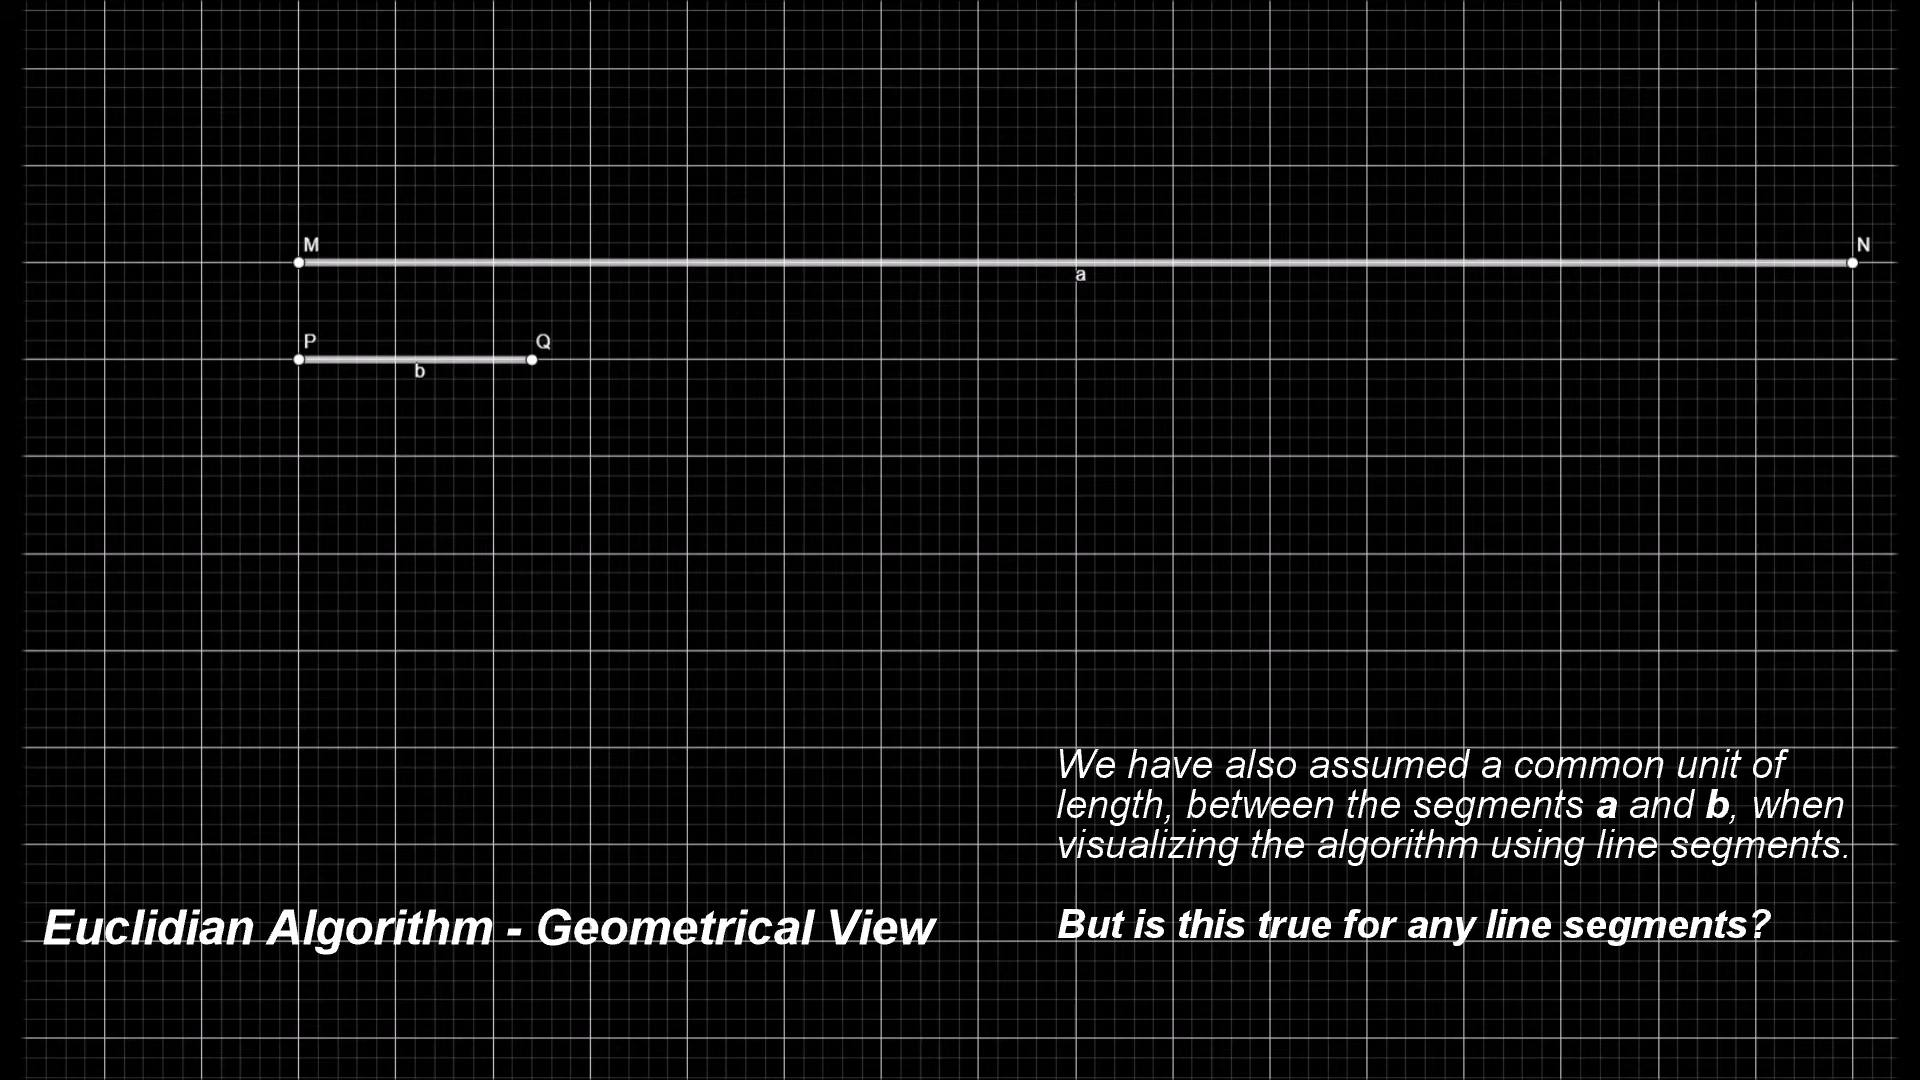 M
N
a
P
Q
b
We have also assumed a common unit of
length, between the segments a and b, when
visualizing the algorithm using line segments.
Euclidian Algorithm - Geometrical View
But is this true for any line segments?